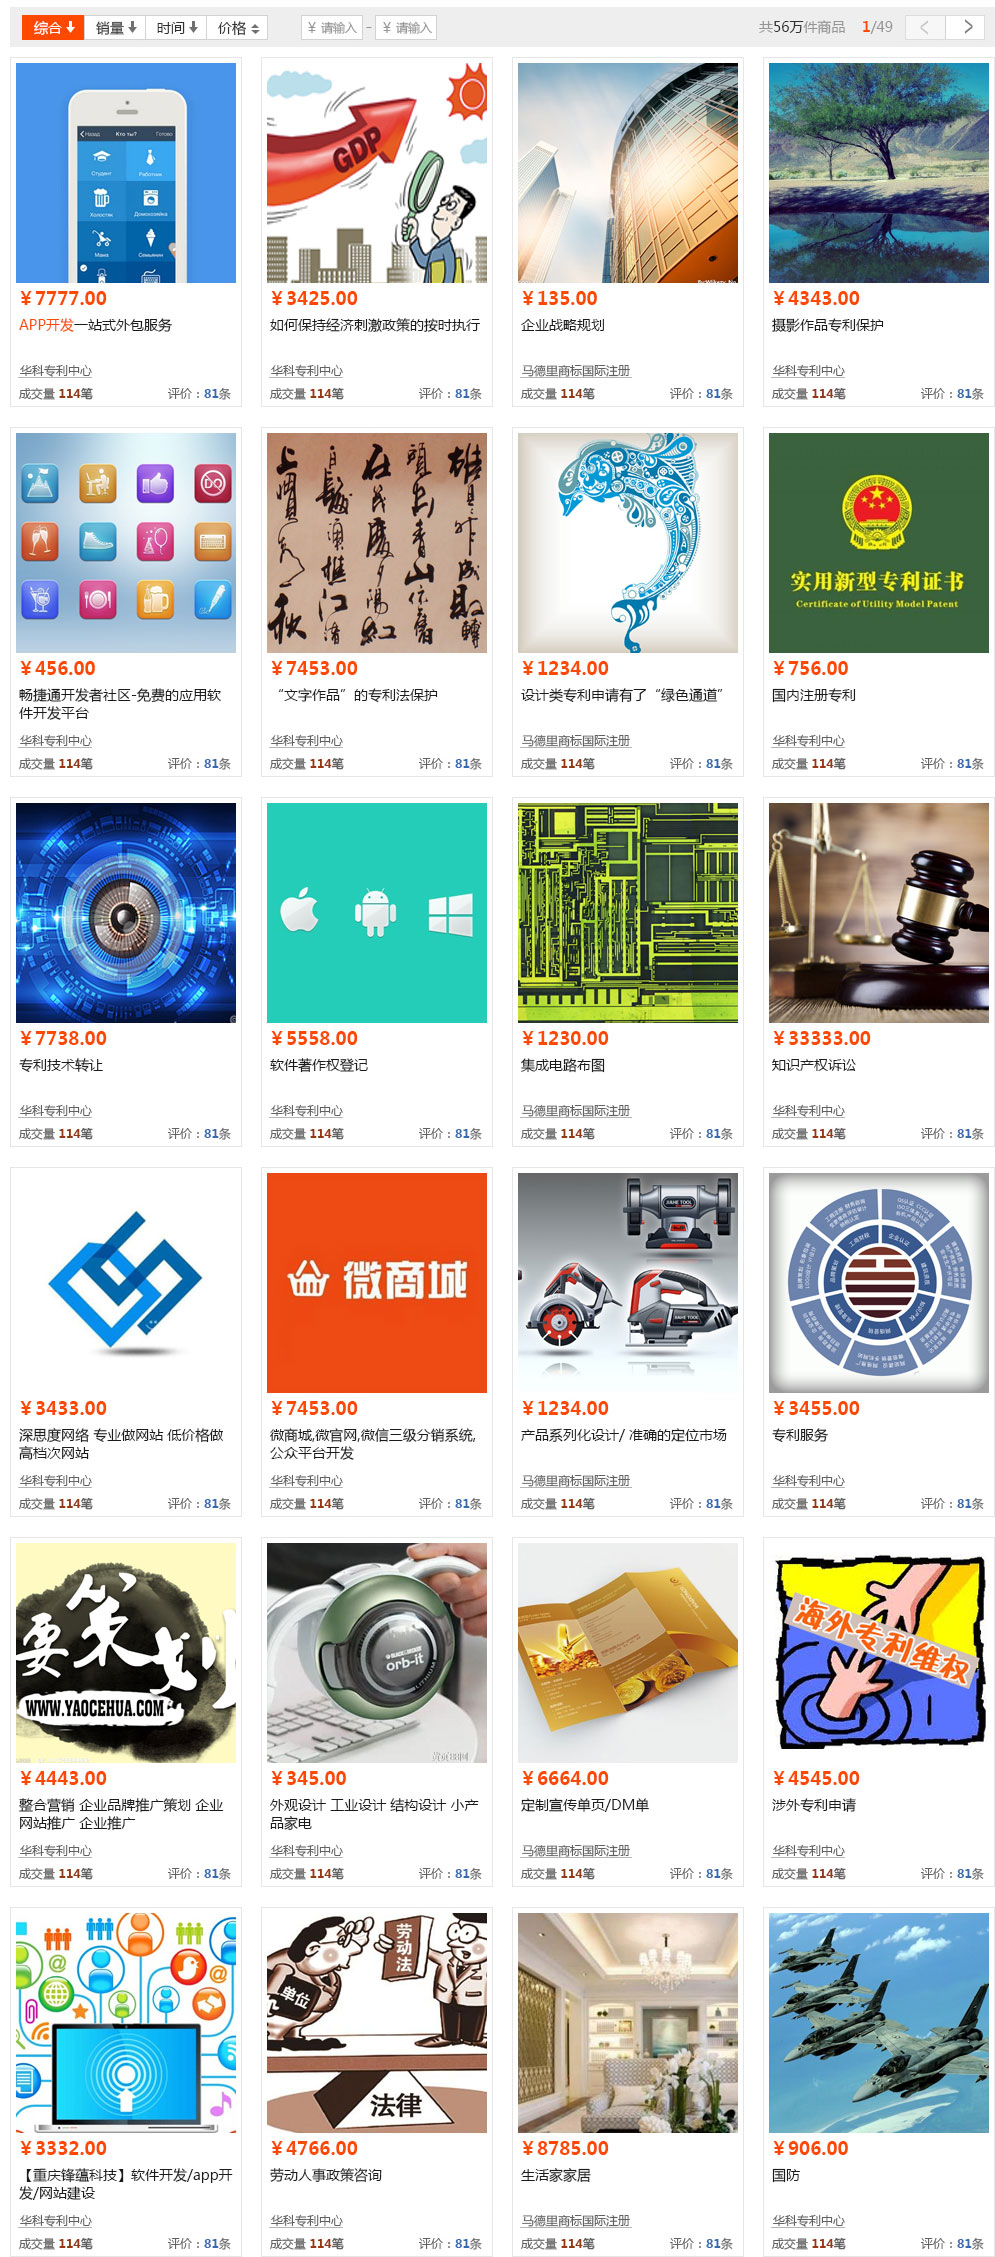 综合 销量 时间 价格 ¥ 请输入 - ¥ 请输入 共56万件商品 1/49
Назад Кто ты? Готово
Студент Работник
Холостяк Домохозяйка
Мама Семьянин
GDP
¥7777.00
APP开发一站式外包服务
华科专利中心
成交量 114笔 评价：81条
¥3425.00
如何保持经济刺激政策的按时执行
华科专利中心
成交量 114笔 评价：81条
¥135.00
企业战略规划
马德里商标国际注册
成交量 114笔 评价：81条
¥4343.00
摄影作品专利保护
华科专利中心
成交量 114笔 评价：81条
DQ
¥456.00
畅捷通开发者社区-免费的应用软
件开发平台
华科专利中心
成交量 114笔 评价：81条
¥7453.00
“文字作品”的专利法保护
华科专利中心
成交量 114笔 评价：81条
¥1234.00
设计类专利申请有了“绿色通道”
马德里商标国际注册
成交量 114笔 评价：81条
实用新型专利证书
Certificate of Utility Model Patent
¥756.00
国内注册专利
华科专利中心
成交量 114笔 评价：81条
¥7738.00
专利技术转让
华科专利中心
成交量 114笔 评价：81条
¥5558.00
软件著作权登记
华科专利中心
成交量 114笔 评价：81条
¥1230.00
集成电路布图
马德里商标国际注册
成交量 114笔 评价：81条
¥33333.00
知识产权诉讼
华科专利中心
成交量 114笔 评价：81条
¥3433.00
深思度网络 专业做网站 低价格做
高档次网站
华科专利中心
成交量 114笔 评价：81条
微商城
¥7453.00
微商城,微官网,微信三级分销系统,
公众平台开发
华科专利中心
成交量 114笔 评价：81条
JIAHE TOOL
JIAHE TOOL
¥1234.00
产品系列化设计/ 准确的定位市场
马德里商标国际注册
成交量 114笔 评价：81条
¥3455.00
专利服务
华科专利中心
成交量 114笔 评价：81条
要策划
WWW.YAOCEHUA.COM
¥4443.00
整合营销 企业品牌推广策划 企业
网站推广 企业推广
华科专利中心
成交量 114笔 评价：81条
BLACK&DECKER
orb-it
LITHIUM
¥345.00
外观设计 工业设计 结构设计 小产
品家电
华科专利中心
成交量 114笔 评价：81条
¥6664.00
定制宣传单页/DM单
马德里商标国际注册
成交量 114笔 评价：81条
海外专利维权
¥4545.00
涉外专利申请
华科专利中心
成交量 114笔 评价：81条
¥3332.00
【重庆锋蕴科技】软件开发/app开
发/网站建设
华科专利中心
成交量 114笔 评价：81条
劳动法
单位
法律
¥4766.00
劳动人事政策咨询
华科专利中心
成交量 114笔 评价：81条
¥8785.00
生活家家居
马德里商标国际注册
成交量 114笔 评价：81条
¥906.00
国防
华科专利中心
成交量 114笔 评价：81条